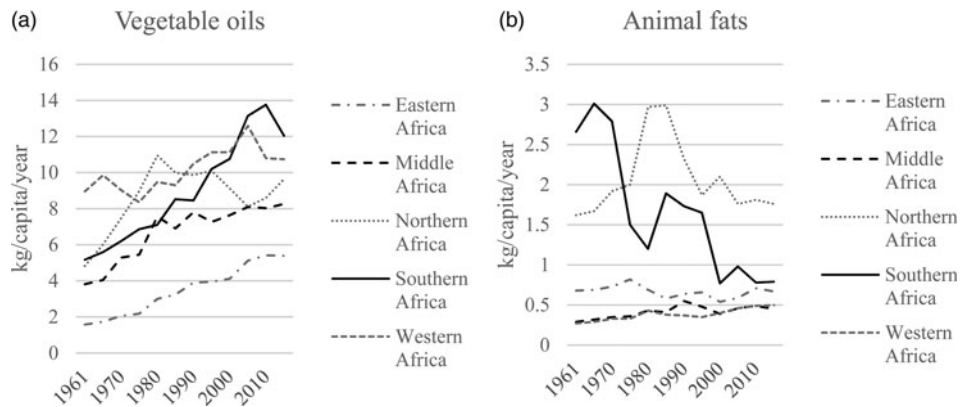 (a)
Vegetable oils
kg/capita/year
16
14
12
10
8
6
4
2
0
1961
1970
1980
1990
2000
2010
Eastern
Africa
Middle
Africa
Northern
Africa
Southern
Africa
Western
Africa
(b)
Animal fats
kg/capita/year
3.5
3
2.5
2
1.5
1
0.5
0
1961
1970
1980
1990
2000
2010
Eastern
Africa
Middle
Africa
Northern
Africa
Southern
Africa
Western
Africa